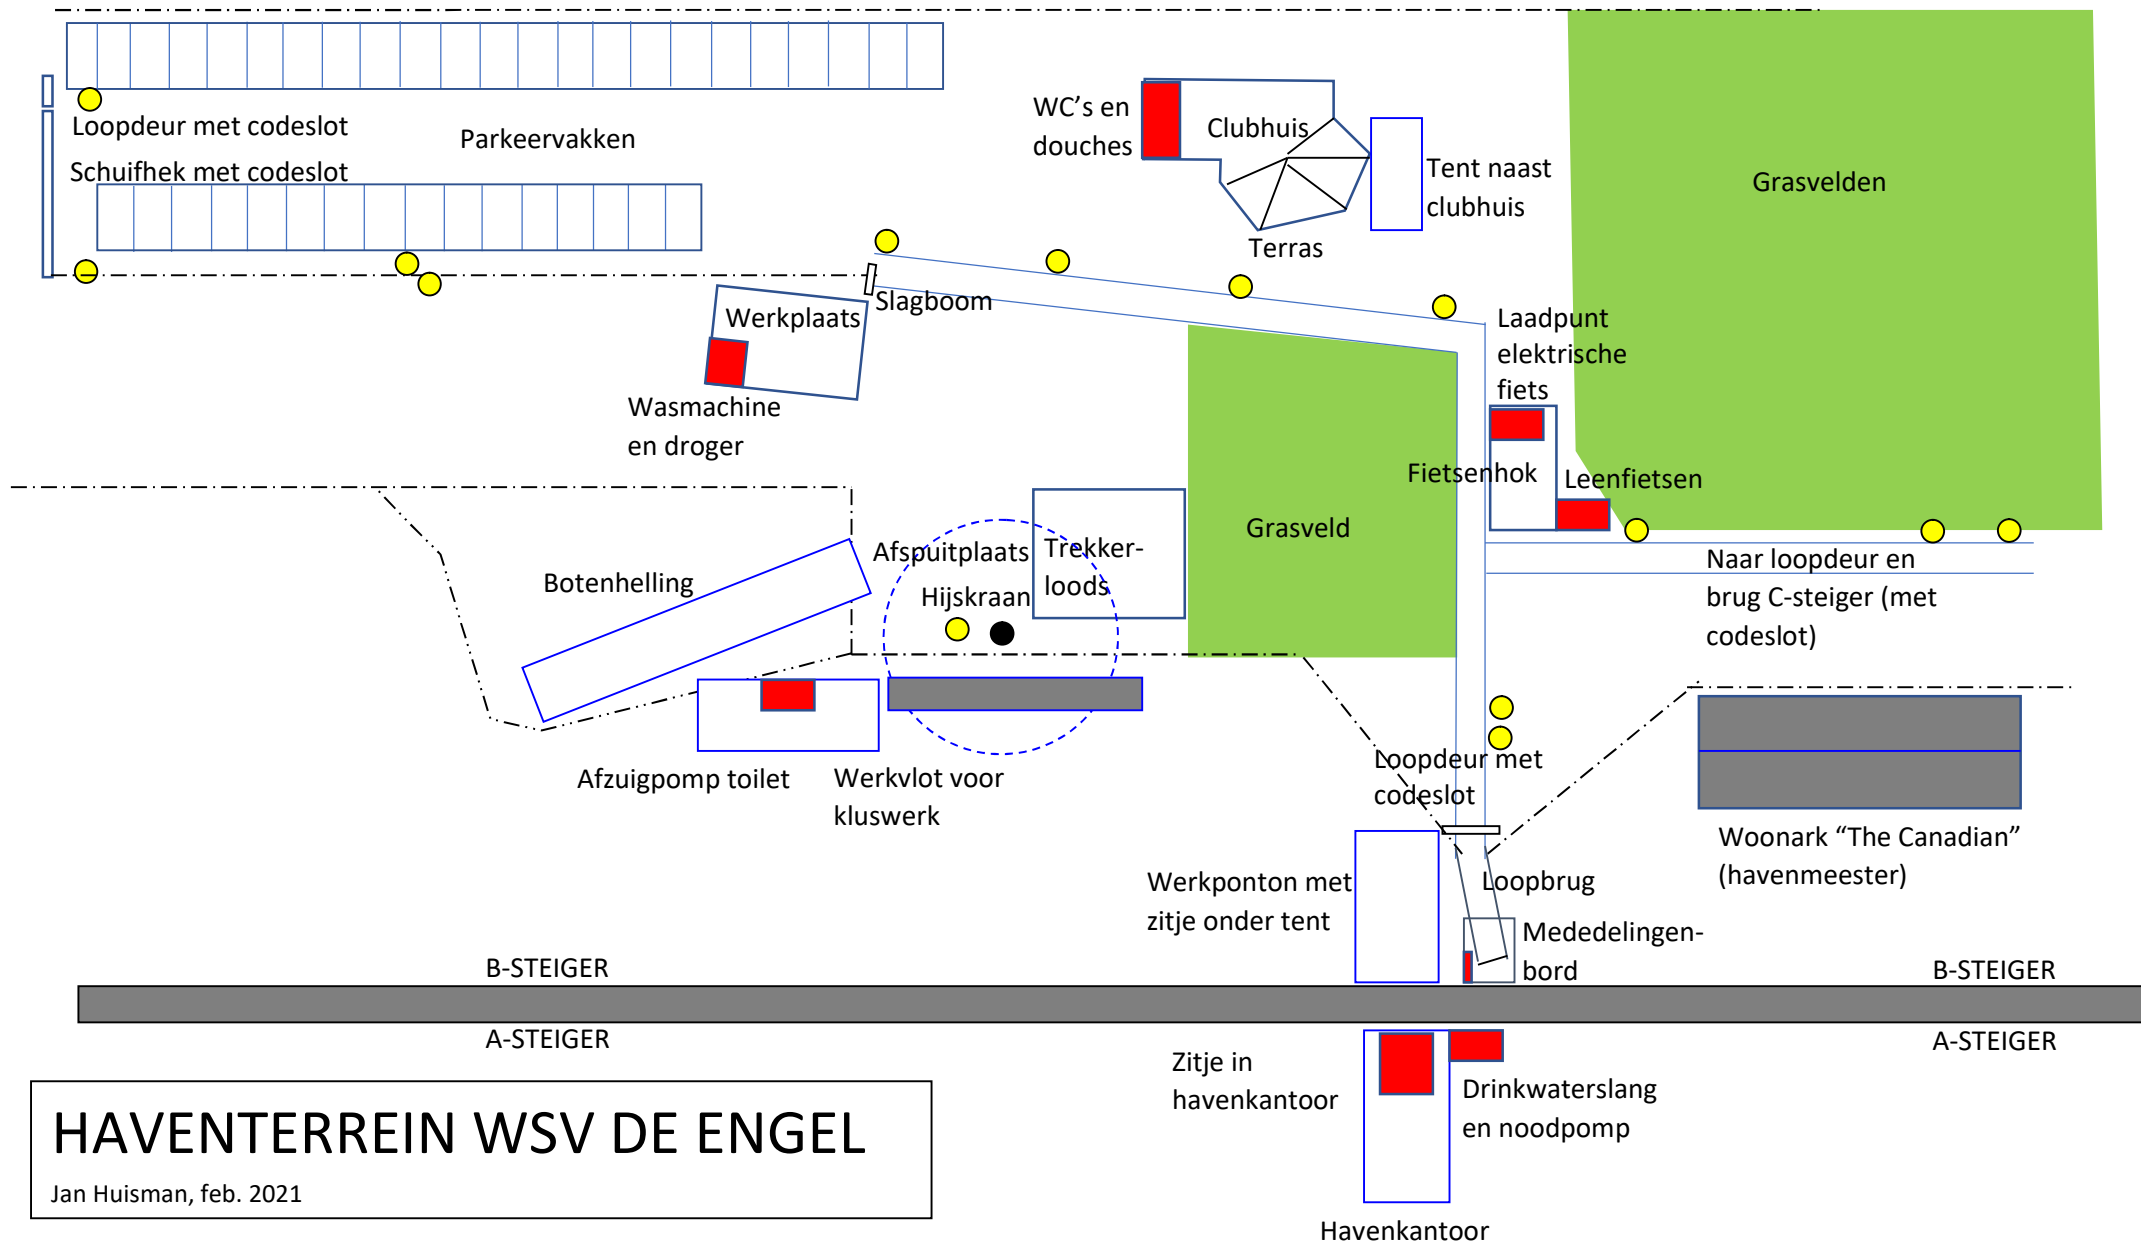 WC's en
douches
Clubhuis
Loopdeur met codeslot
Parkeervakken
Schuifhek met codeslot
Tent naast
clubhuis
Grasvelden
Terras
Slagboom
Werkplaats
Laadpunt
elektrische
fiets
Wasmachine
en droger
Fietsenhok
Leenfietsen
Grasveld
Afspuitplaats
Trekker-
loods
Botenhelling
Hijskraan
Naar loopdeur en
brug C-steiger (met
codeslot)
Loopdeur met
codeslot
Afzuigpomp toilet
Werkvlot voor
kluswerk
Woonark “The Canadian”
(havenmeester)
Werkponton met
zitje onder tent
Loopbrug
Mededelingen-
bord
B-STEIGER
B-STEIGER
A-STEIGER
A-STEIGER
Zitje in
havenkantoor
Drinkwaterslang
en noodpomp
HAVENTERREIN WSV DE ENGEL
Jan Huisman, feb. 2021
Havenkantoor